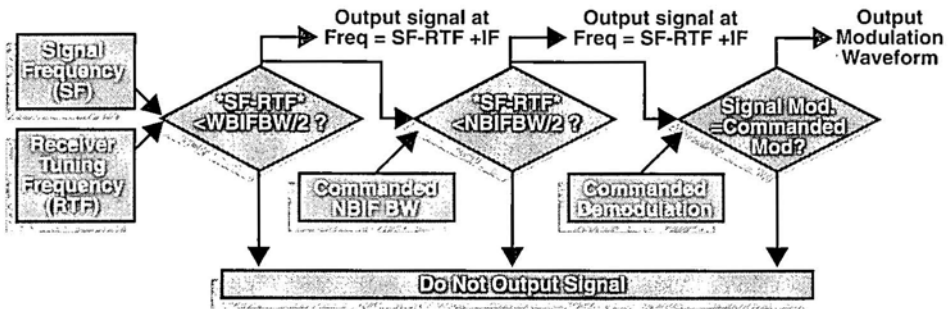 Output signal at
Freq = SF-RTF +IF
Output signal at
Freq = SF-RTF +IF
Output
Modulation
Waveform
Signal
Frequency
(SF)
Receiver
Tuning
Frequency
(RTF)
*SF-RTF*
<WBIFBW/2 ?
*SF-RTF*
<NBIFBW/2 ?
Signal Mod.
=Commanded
Mod?
Commanded
NBIF BW
Commanded
Demodulation
Do Not Output Signal